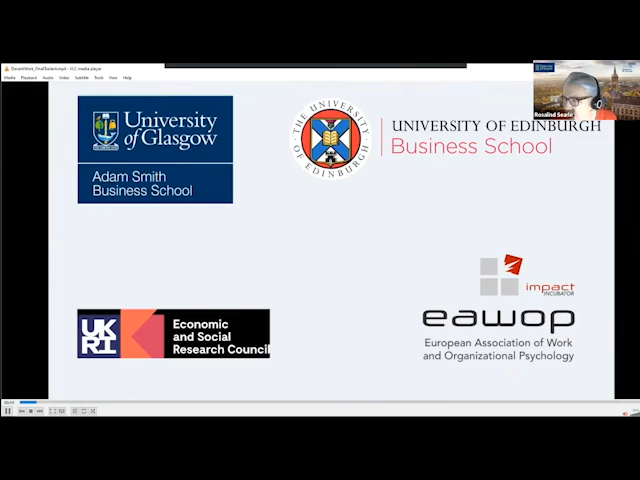 DecentWork_FinalTrailer4.mp4 - VLC media player
Media Playback Audio Video Subtitle Tools View Help
University
of Glasgow
Adam Smith
Business School
THE UNIVERSITY OF EDINBURGH
UNIVERSITY OF EDINBURGH
Business School
UK
RI
Economic
and Social
Research Council
impact
INCUBATOR
eawop
European Association of Work
and Organizational Psychology
Rosalind Searle